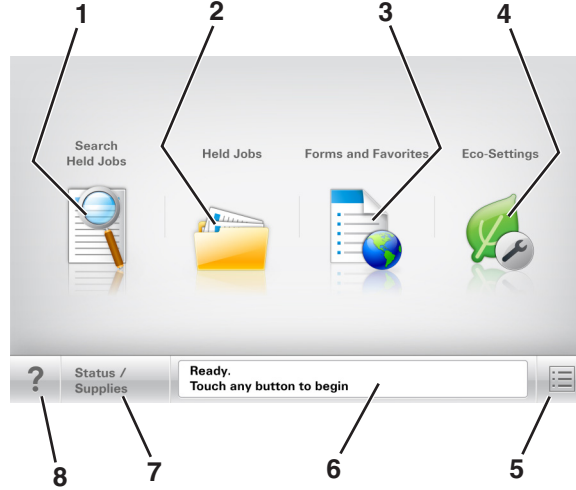 1 2 3 4
Search
Held Jobs
Held Jobs
Forms and Favorites
Eco-Settings
?
Status /
Supplies
Ready.
Touch any button to begin
8 7 6 5